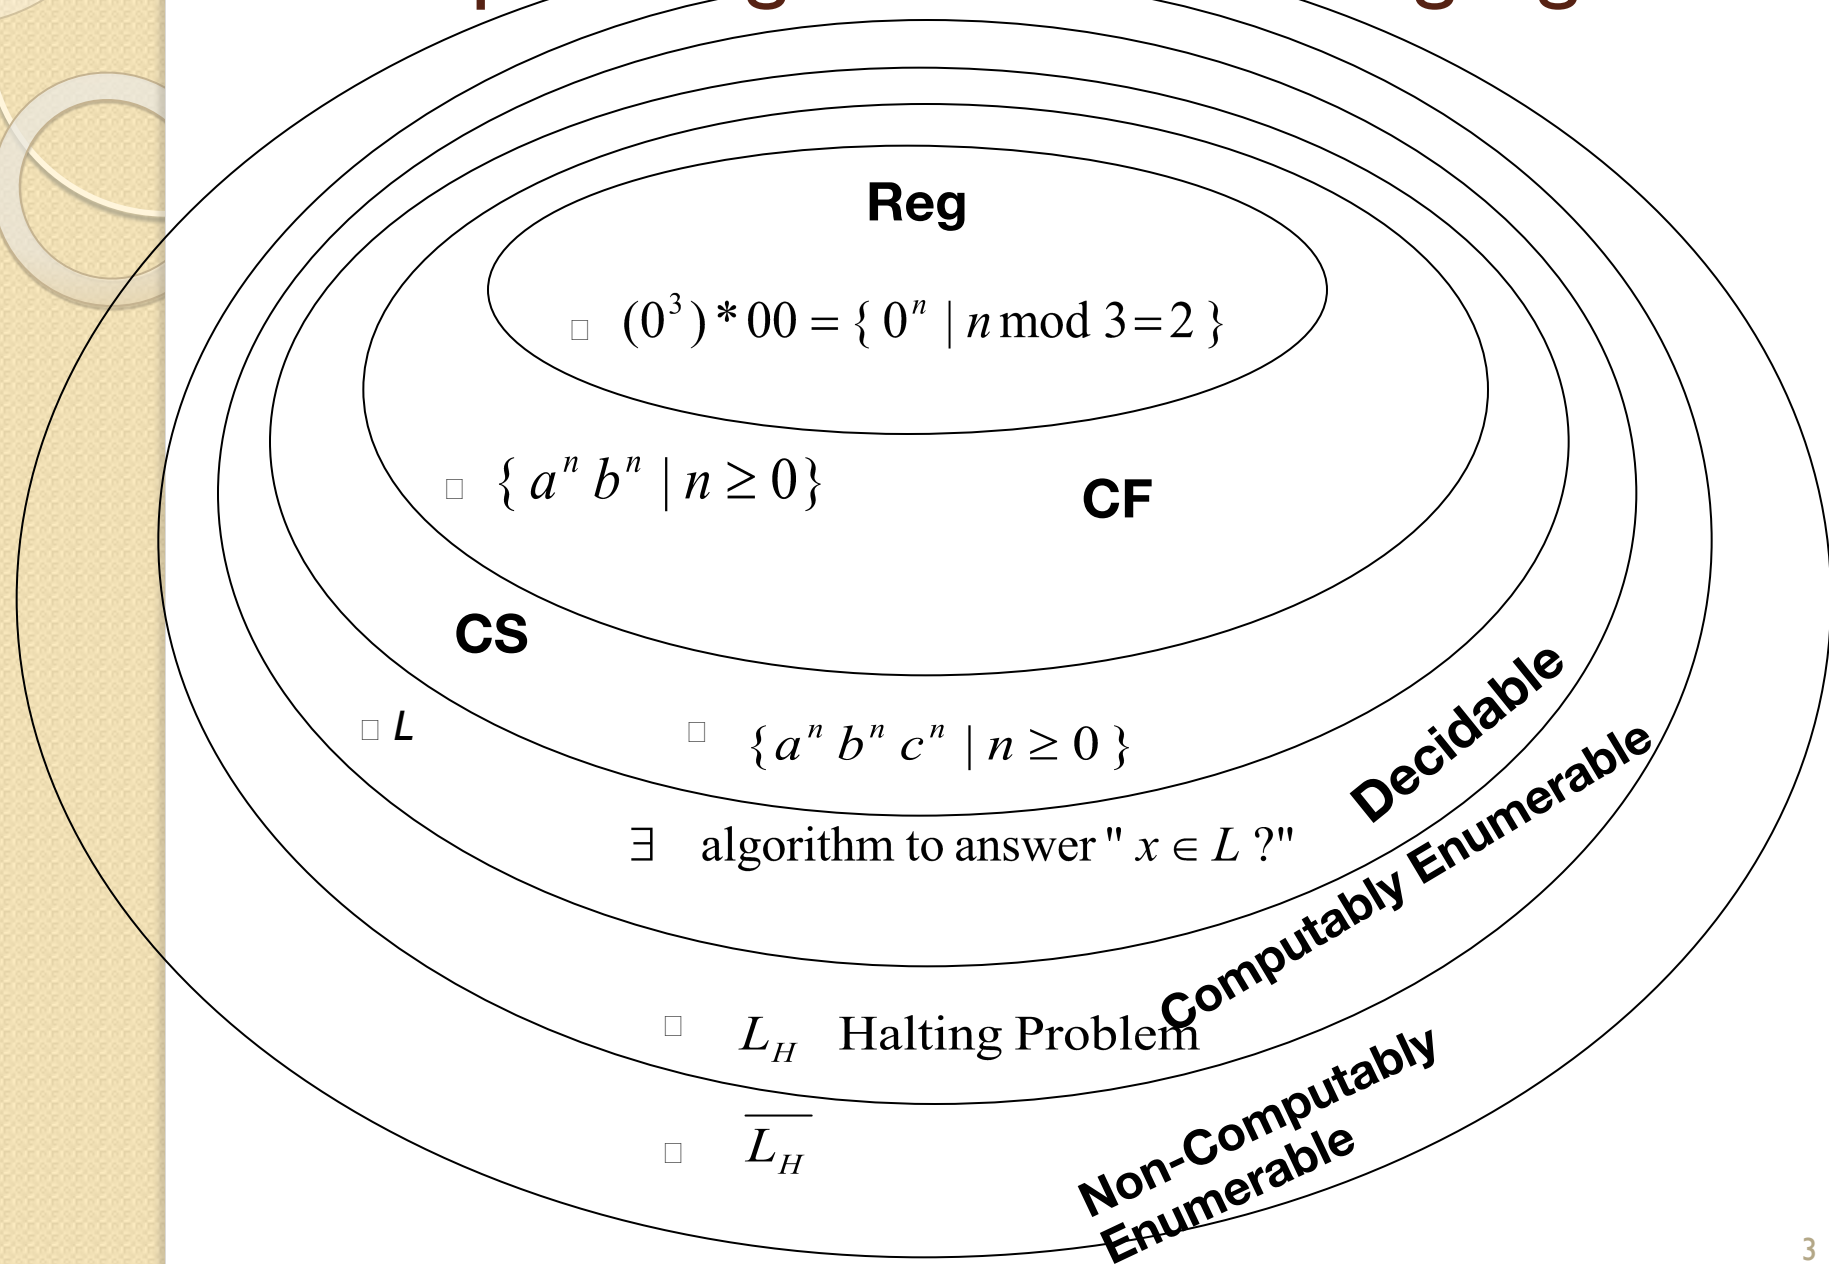 Reg
(0³)*00 = { 0ⁿ | n mod 3=2 }
{ aⁿ bⁿ | n ≥ 0}
CF
CS
L
{aⁿ bⁿ cⁿ | n ≥ 0 }
Decidable
∃ algorithm to answer " x ∈ L ?"
Computably Enumerable
L_H Halting Problem
Non-Computably
Enumerable
\overline{L_H}
3